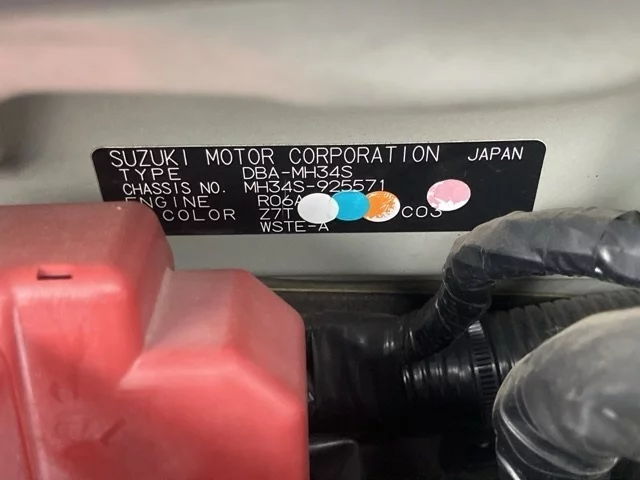 SUZUKI MOTOR CORPORATION JAPAN
TYPE DBA-MH34S
CHASSIS NO. MH34S-925571
ENGINE R06A
COLOR Z7T C03
WSTE-A